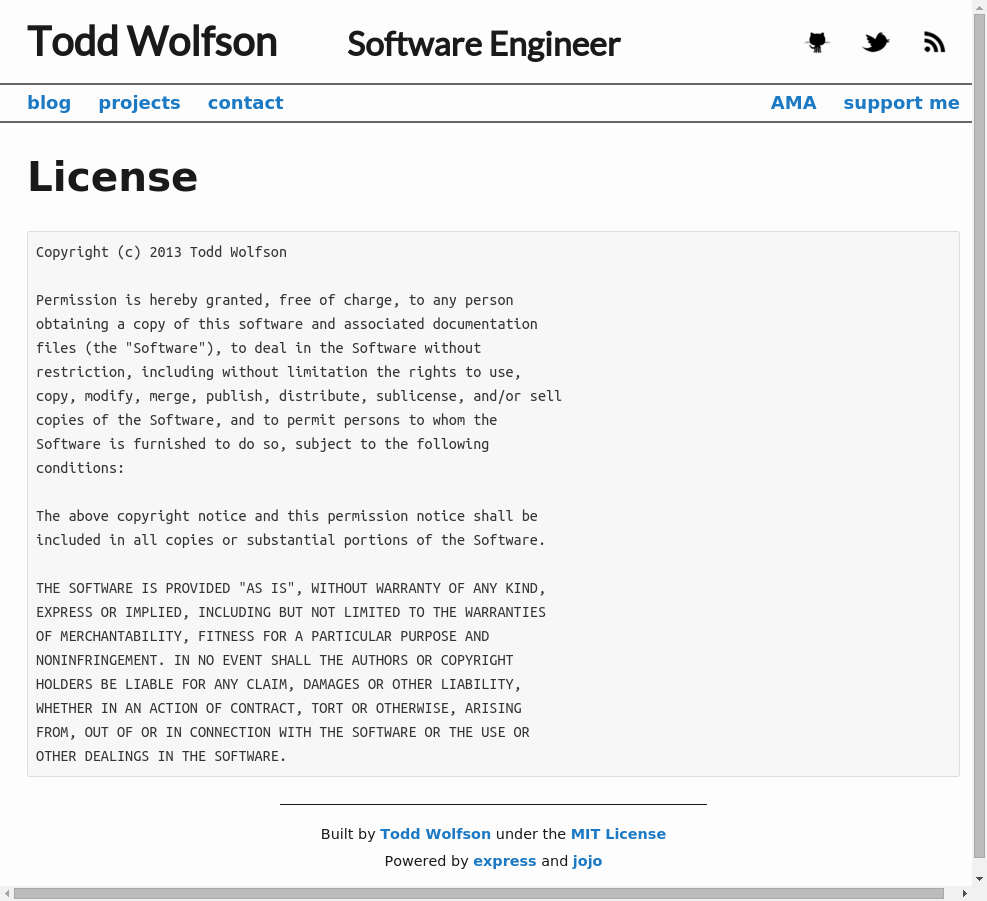 Todd Wolfson Software Engineer
blog projects contact AMA support me
License
Copyright (c) 2013 Todd Wolfson
Permission is hereby granted, free of charge, to any person
obtaining a copy of this software and associated documentation
files (the "Software"), to deal in the Software without
restriction, including without limitation the rights to use,
copy, modify, merge, publish, distribute, sublicense, and/or sell
copies of the Software, and to permit persons to whom the
Software is furnished to do so, subject to the following
conditions:
The above copyright notice and this permission notice shall be
included in all copies or substantial portions of the Software.
THE SOFTWARE IS PROVIDED "AS IS", WITHOUT WARRANTY OF ANY KIND,
EXPRESS OR IMPLIED, INCLUDING BUT NOT LIMITED TO THE WARRANTIES
OF MERCHANTABILITY, FITNESS FOR A PARTICULAR PURPOSE AND
NONINFRINGEMENT. IN NO EVENT SHALL THE AUTHORS OR COPYRIGHT
HOLDERS BE LIABLE FOR ANY CLAIM, DAMAGES OR OTHER LIABILITY,
WHETHER IN AN ACTION OF CONTRACT, TORT OR OTHERWISE, ARISING
FROM, OUT OF OR IN CONNECTION WITH THE SOFTWARE OR THE USE OR
OTHER DEALINGS IN THE SOFTWARE.
Built by Todd Wolfson under the MIT License
Powered by express and jojo